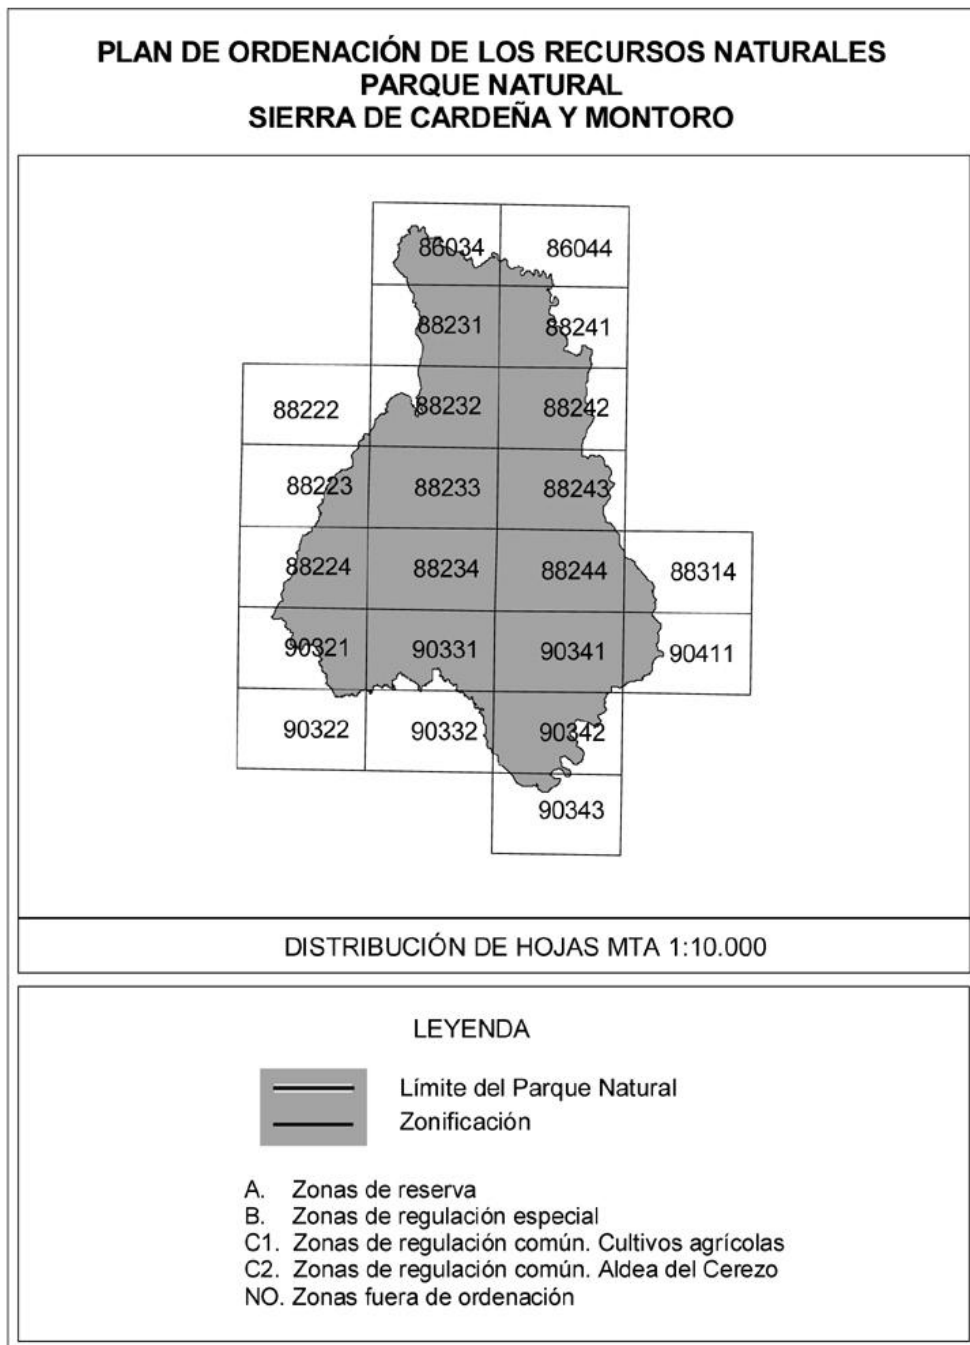 PLAN DE ORDENACIÓN DE LOS RECURSOS NATURALES
PARQUE NATURAL
SIERRA DE CARDEÑA Y MONTORO
86034 86044
88231 88241
88222 88232 88242
88223 88233 88243
88224 88234 88244 88314
90321 90331 90341 90411
90322 90332 90342
90343
DISTRIBUCIÓN DE HOJAS MTA 1:10.000
LEYENDA
Límite del Parque Natural
Zonificación
A. Zonas de reserva
B. Zonas de regulación especial
C1. Zonas de regulación común. Cultivos agrícolas
C2. Zonas de regulación común. Aldea del Cerezo
NO. Zonas fuera de ordenación